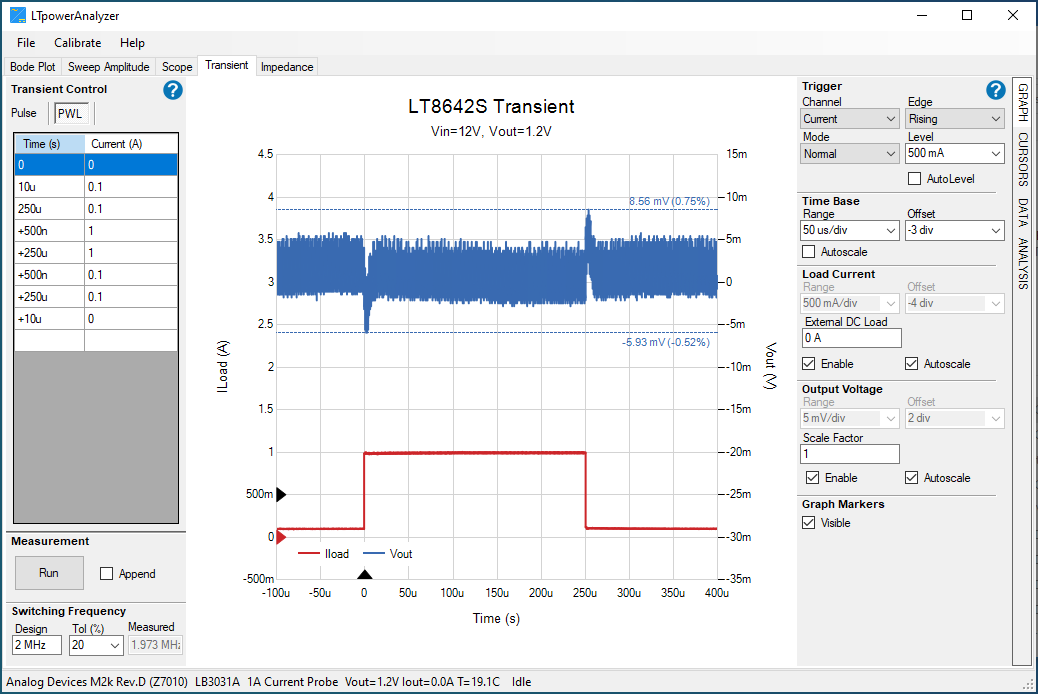 LTpowerAnalyzer
File Calibrate Help
Bode Plot Sweep Amplitude Scope Transient Impedance
Transient Control ?
Pulse PWL
Time (s) Current (A)
0 0
10u 0.1
250u 0.1
+500n 1
+250u 1
+500n 0.1
+250u 0.1
+10u 0
Measurement
Run Append
Switching Frequency
Design Tol (%) Measured
2 MHz 20 1.973 MHz
LT8642S Transient
Vin=12V, Vout=1.2V
4.5 15m
4 10m
8.56 mV (0.75%)
3.5 5m
3 0
2.5 -5m
-5.93 mV (-0.52%)
2 -10m
1.5 -15m
1 -20m
500m -25m
0 -30m
-500m -35m
ILoad (A)
Vout (V)
Iload Vout
-100u -50u 0 50u 100u 150u 200u 250u 300u 350u 400u
Time (s)
Trigger ?
Channel Edge
Current Rising
Mode Level
Normal 500 mA
AutoLevel
Time Base
Range Offset
50 us/div -3 div
Autoscale
Load Current
Range Offset
500 mA/div -4 div
External DC Load
0 A
Enable Autoscale
Output Voltage
Range Offset
5 mV/div 2 div
Scale Factor
1
Enable Autoscale
Graph Markers
Visible
GRAPH CURSORS DATA ANALYSIS
Analog Devices M2k Rev.D (Z7010) LB3031A 1A Current Probe Vout=1.2V Iout=0.0A T=19.1C Idle